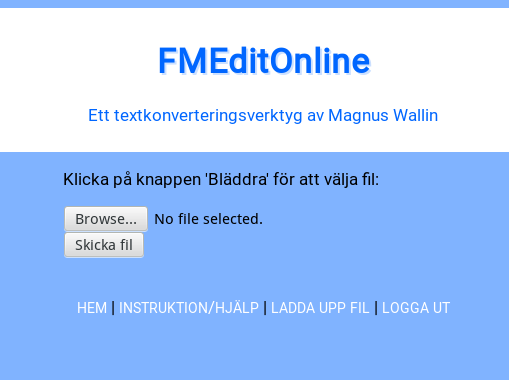 FMEditOnline
Ett textkonverteringsverktyg av Magnus Wallin
Klicka på knappen 'Bläddra' för att välja fil:
Browse... No file selected.
Skicka fil
HEM | INSTRUKTION/HJÄLP | LADDA UPP FIL | LOGGA UT